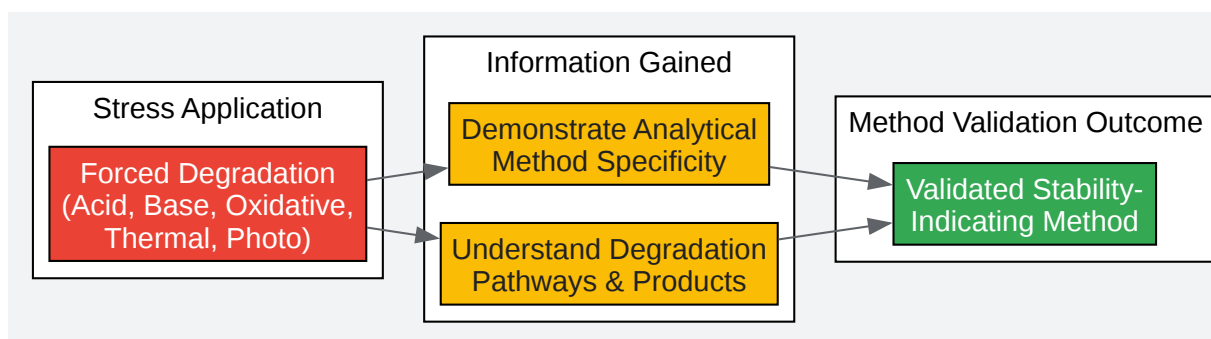 Stress Application
Forced Degradation
(Acid, Base, Oxidative,
Thermal, Photo)
Information Gained
Demonstrate Analytical
Method Specificity
Understand Degradation
Pathways & Products
Method Validation Outcome
Validated Stability-
Indicating Method